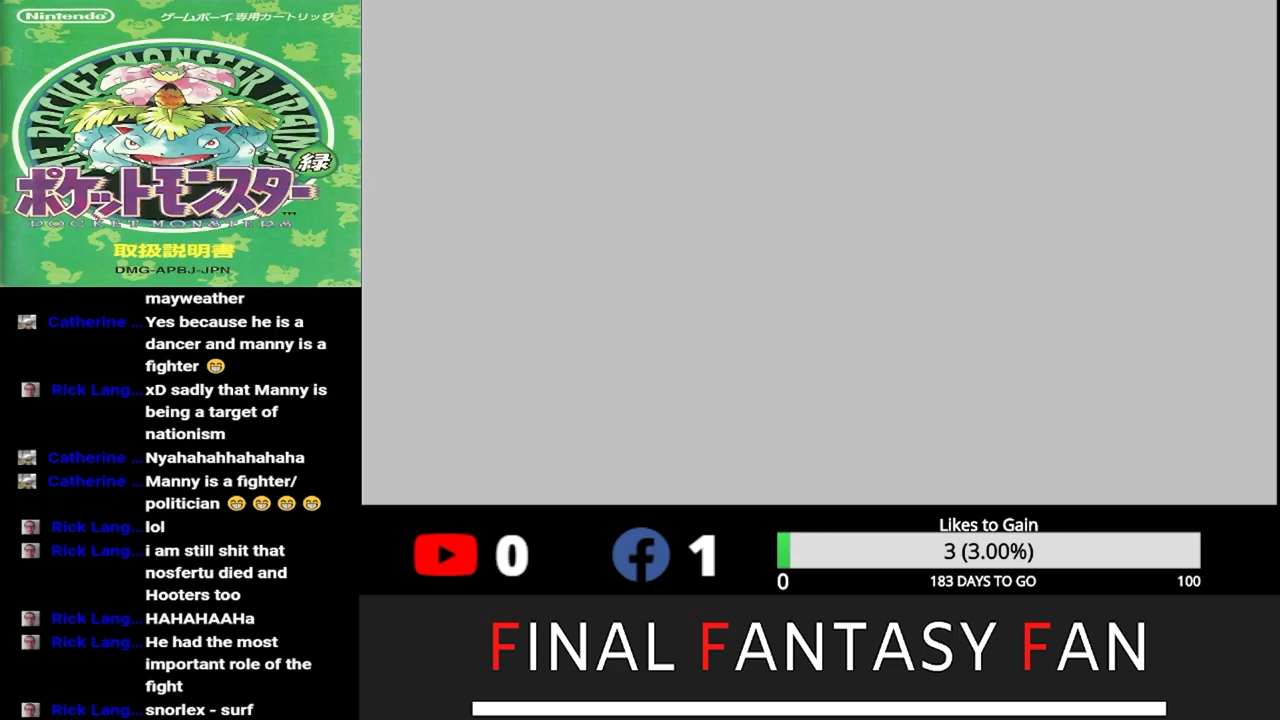 Nintendo
ゲームボーイ専用カートリッジ
THE POCKET MONSTER TRAINER
緑
ポケットモンスター
TM
POCKET MONSTERS
取扱説明書
DMG-APBJ-JPN
mayweather
Catherine ... Yes because he is a
dancer and manny is a
fighter 😁
Rick Lang... xD sadly that Manny is
being a target of
nationism
Catherine ... Nyahahahhahahaha
Catherine ... Manny is a fighter/
politician 😁 😁 😁 😁
Rick Lang... lol
Rick Lang... i am still shit that
nosfertu died and
Hooters too
Rick Lang... HAHAHAAHa
Rick Lang... He had the most
important role of the
fight
Rick Lang... snorlex - surf
0
1
Likes to Gain
3 (3.00%)
0 183 DAYS TO GO 100
FINAL FANTASY FAN